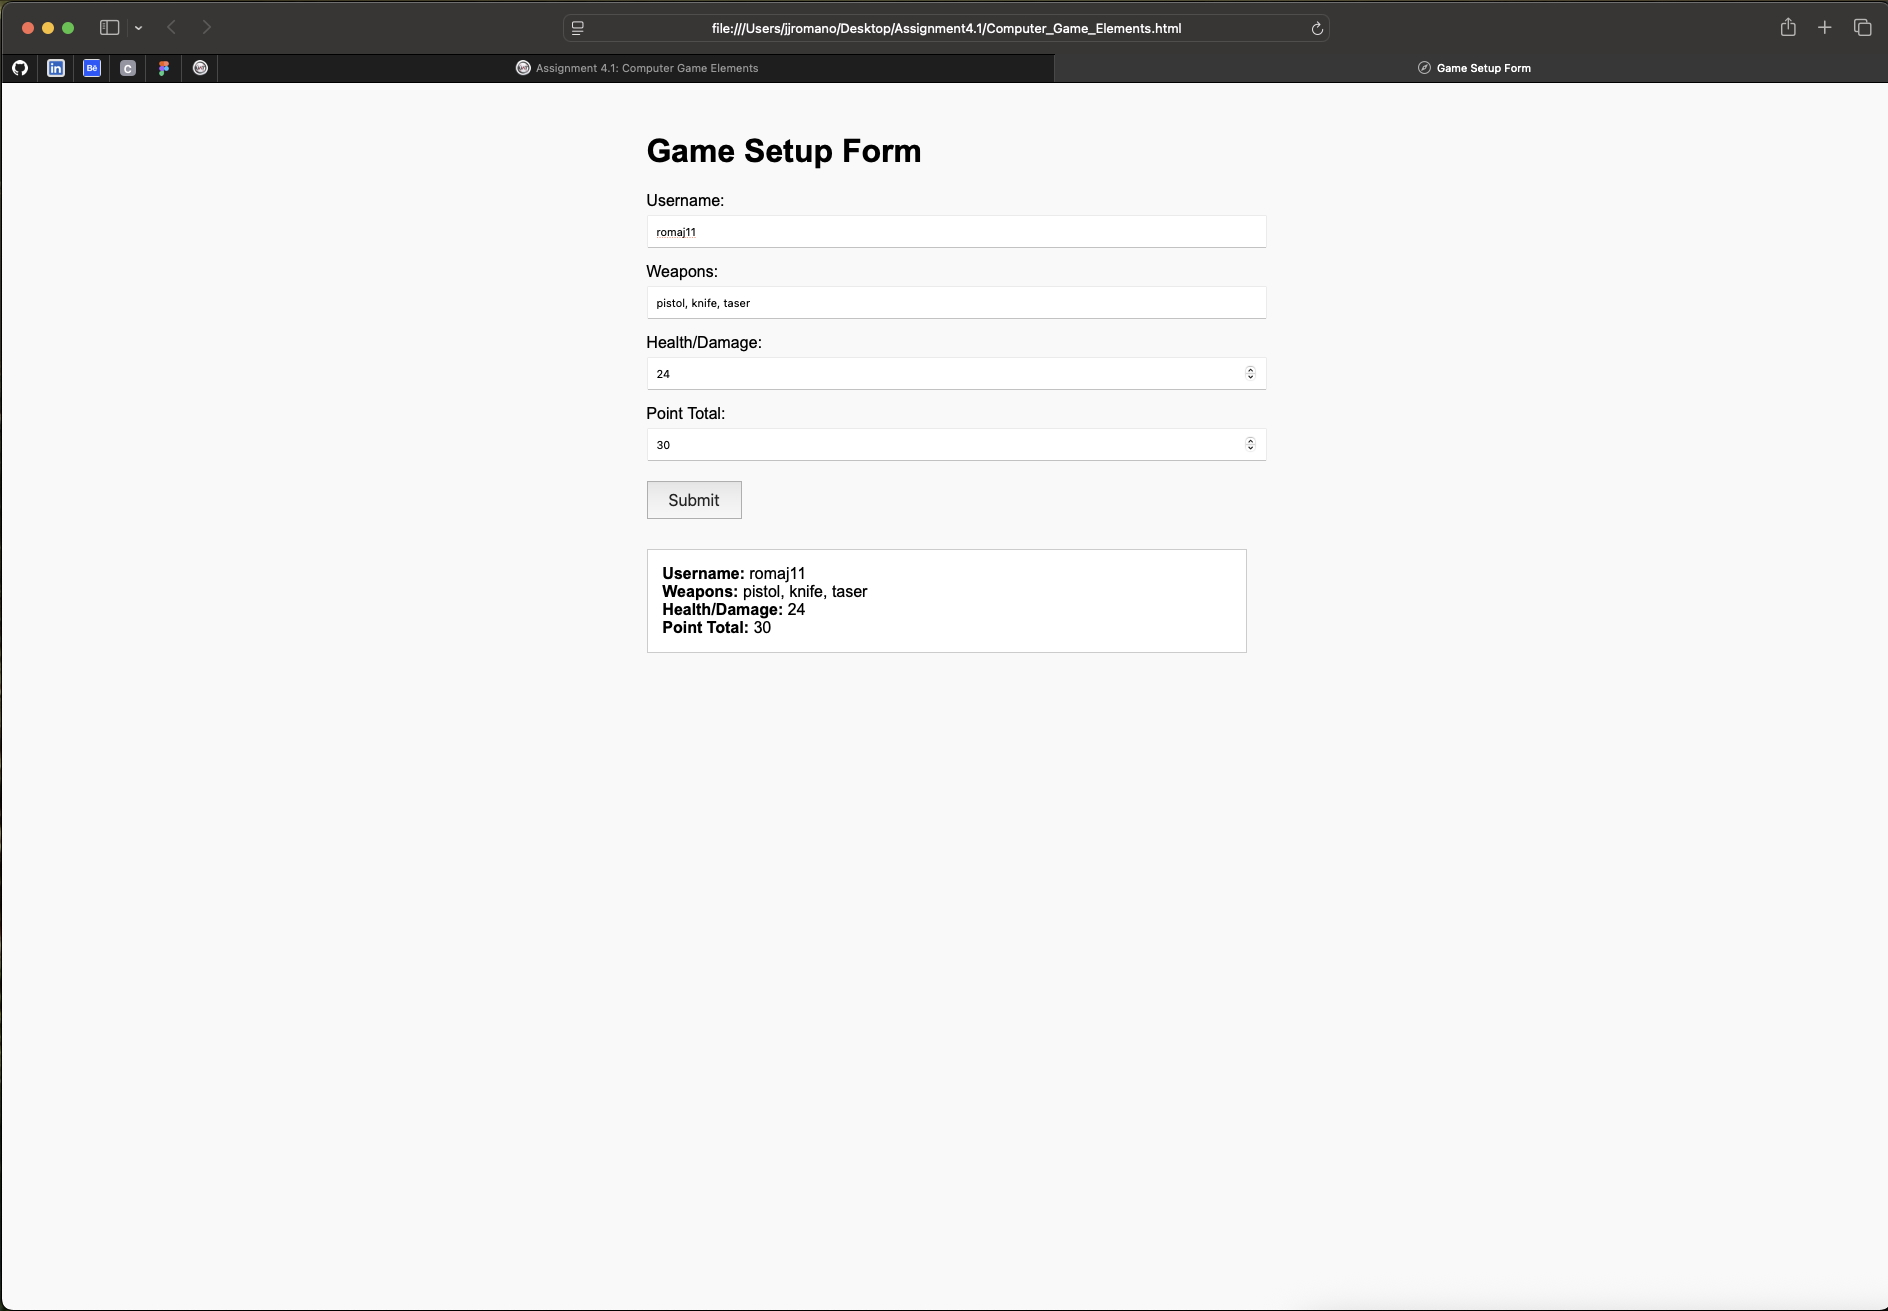 file:///Users/jjromano/Desktop/Assignment4.1/Computer_Game_Elements.html
in Bē C Assignment 4.1: Computer Game Elements Game Setup Form
Game Setup Form
Username:
romaj11
Weapons:
pistol, knife, taser
Health/Damage:
24
Point Total:
30
Submit
Username: romaj11
Weapons: pistol, knife, taser
Health/Damage: 24
Point Total: 30